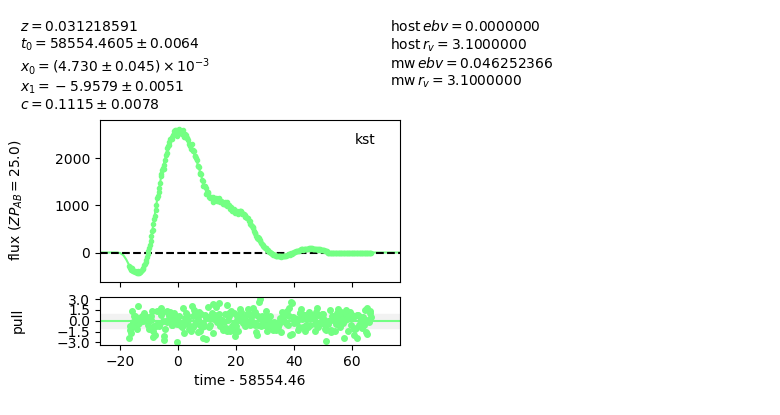 z = 0.031218591
t₀ = 58554.4605 ± 0.0064
x₀ = (4.730 ± 0.045) × 10⁻³
x₁ = −5.9579 ± 0.0051
c = 0.1115 ± 0.0078
host ebv = 0.0000000
host r_v = 3.1000000
mw ebv = 0.046252366
mw r_v = 3.1000000
flux (ZP_AB = 25.0)
2000
1000
0
kst
pull
3.0
1.5
0.0
−1.5
−3.0
−20 0 20 40 60
time - 58554.46